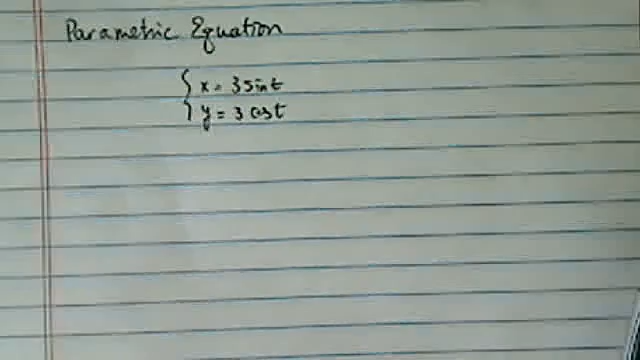 Parametric Equation
{ x = 3 sin t
y = 3 cos t